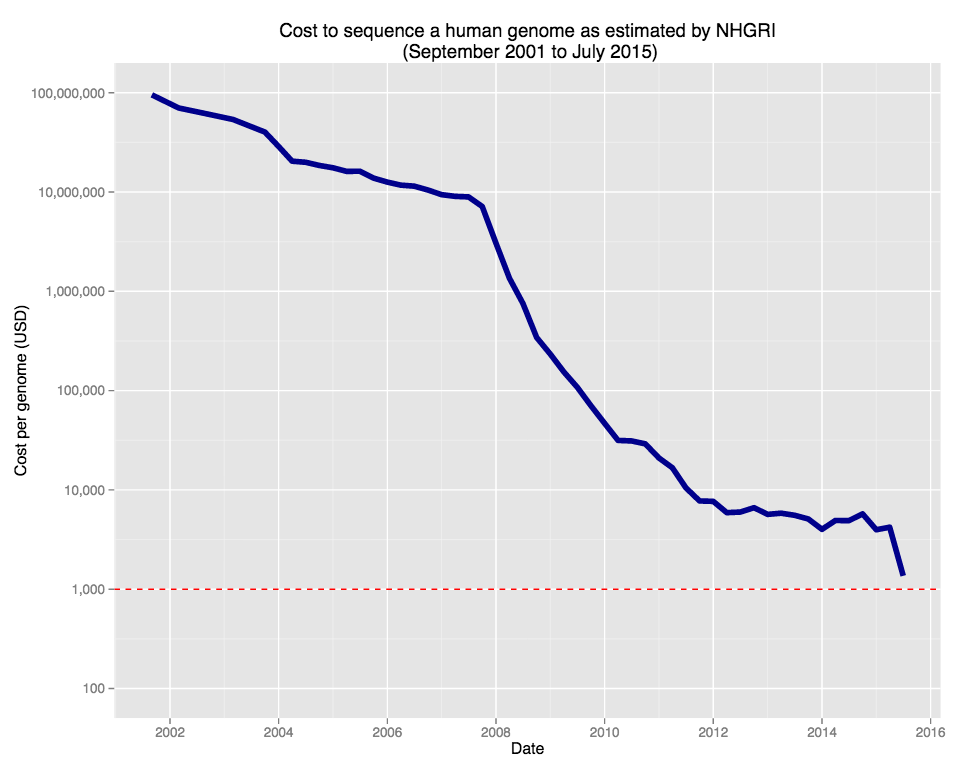 Cost to sequence a human genome as estimated by NHGRI
(September 2001 to July 2015)
Cost per genome (USD)
100,000,000
10,000,000
1,000,000
100,000
10,000
1,000
100
2002 2004 2006 2008 2010 2012 2014 2016
Date